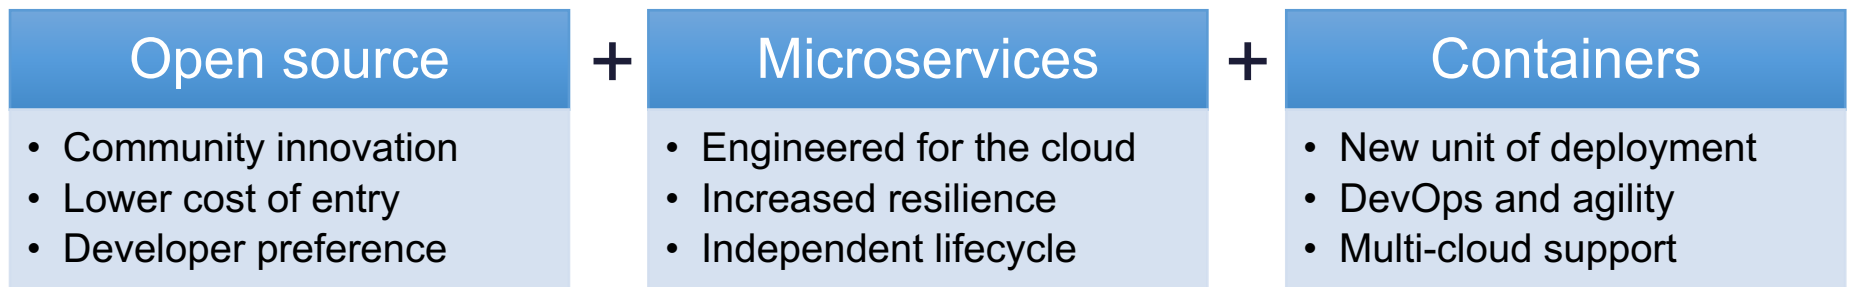 Open source
+
Microservices
+
Containers
• Community innovation
• Lower cost of entry
• Developer preference
• Engineered for the cloud
• Increased resilience
• Independent lifecycle
• New unit of deployment
• DevOps and agility
• Multi-cloud support